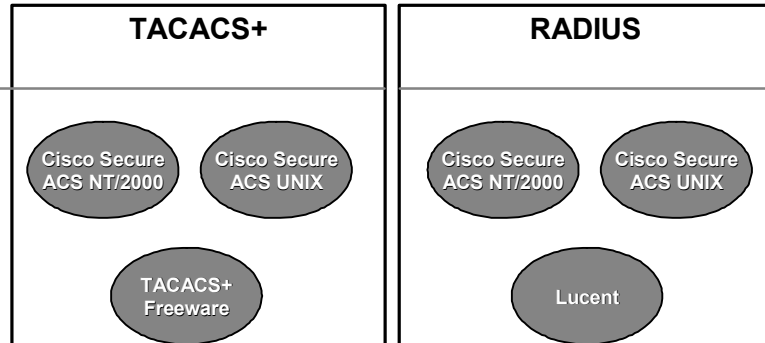 TACACS+
RADIUS
Cisco Secure
ACS NT/2000
Cisco Secure
ACS UNIX
TACACS+
Freeware
Cisco Secure
ACS NT/2000
Cisco Secure
ACS UNIX
Lucent